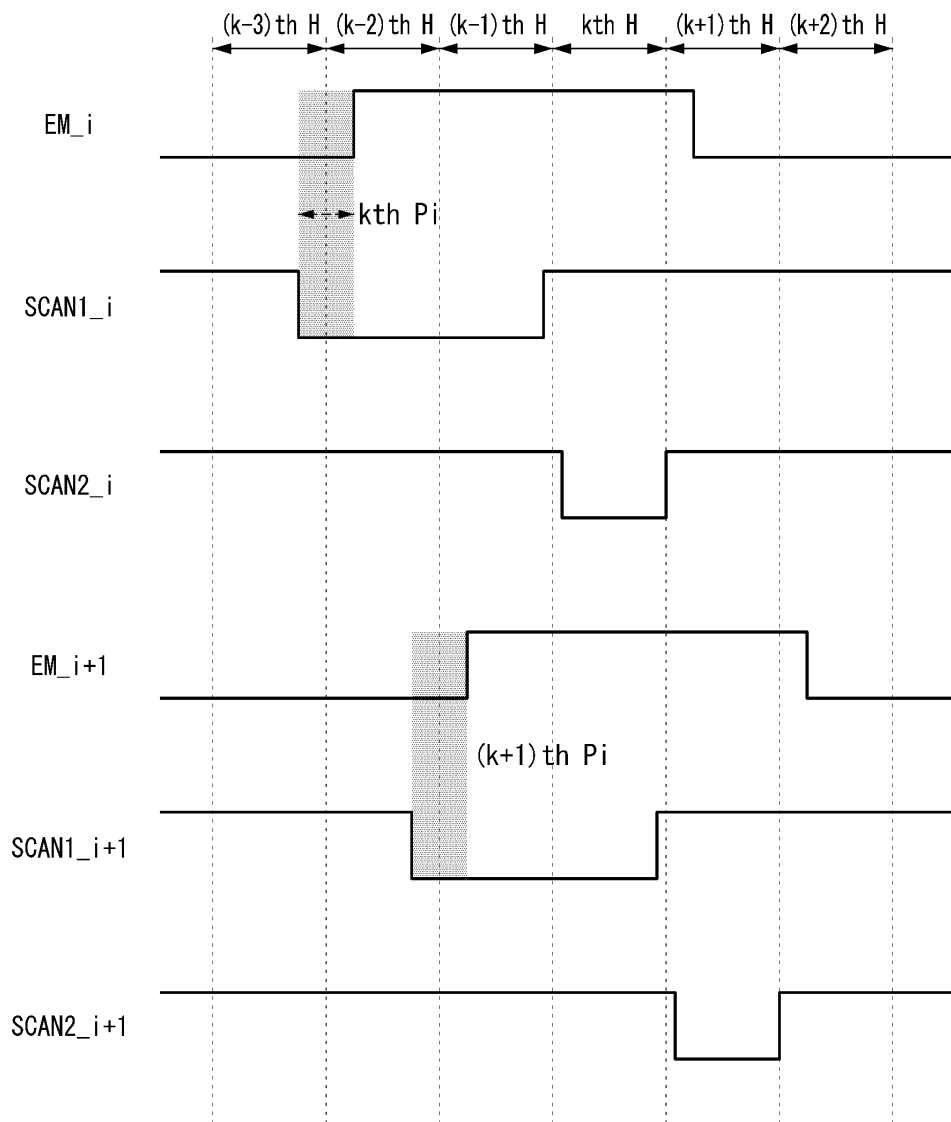 (k-3)th H (k-2)th H (k-1)th H kth H (k+1)th H (k+2)th H
EM_i
kth Pi
SCAN1_i
SCAN2_i
EM_i+1
(k+1)th Pi
SCAN1_i+1
SCAN2_i+1